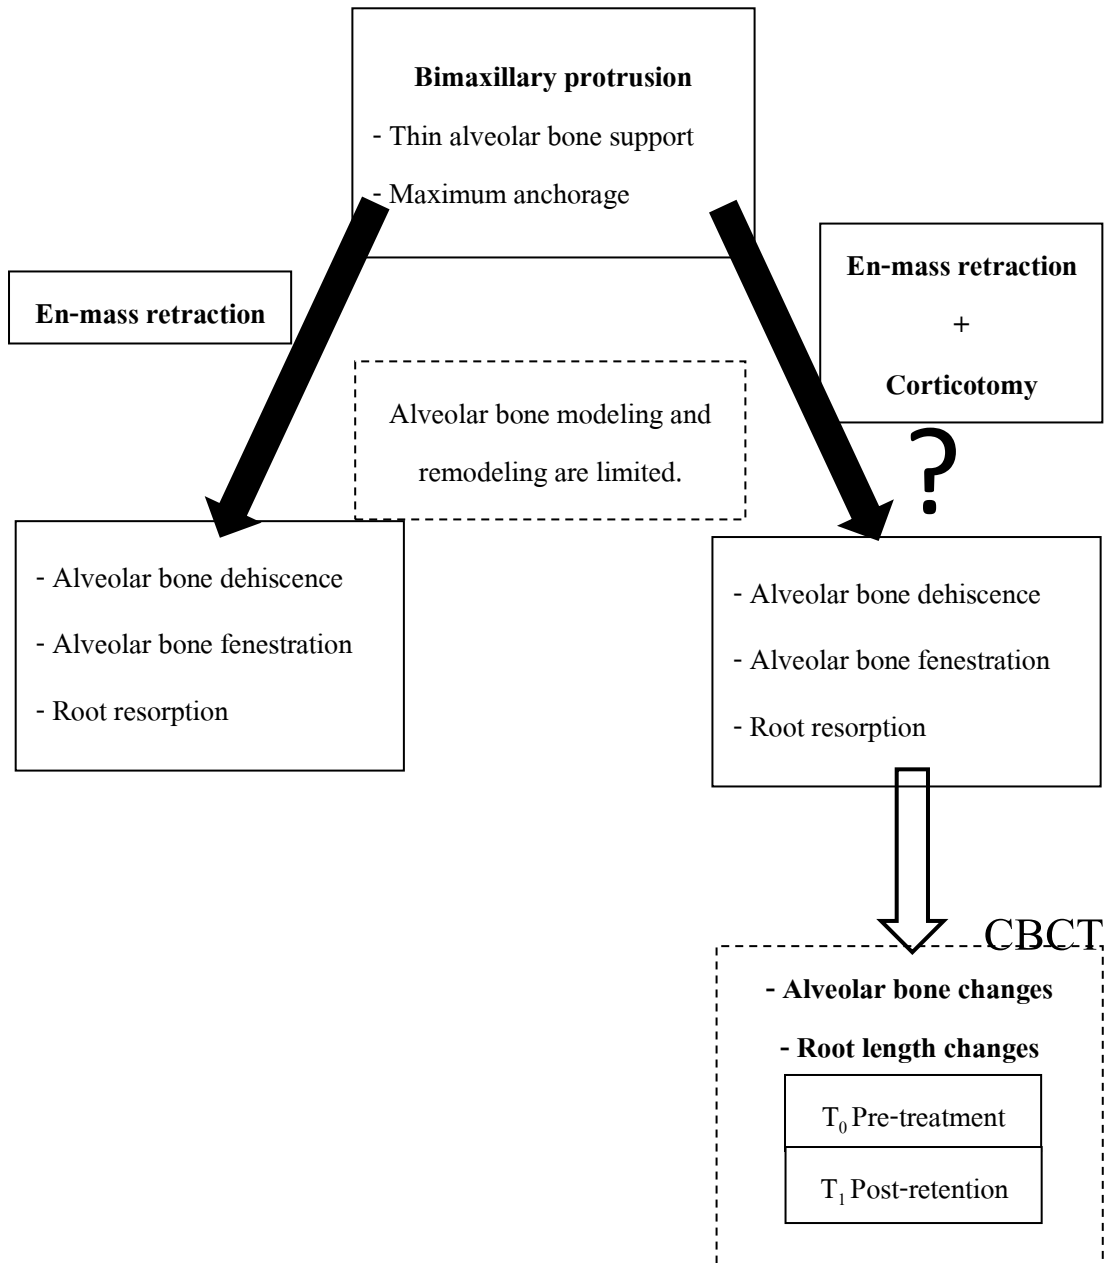 Bimaxillary protrusion
- Thin alveolar bone support
- Maximum anchorage
En-mass retraction
En-mass retraction
+
Corticotomy
Alveolar bone modeling and
remodeling are limited.
?
- Alveolar bone dehiscence
- Alveolar bone fenestration
- Root resorption
- Alveolar bone dehiscence
- Alveolar bone fenestration
- Root resorption
CBCT
- Alveolar bone changes
- Root length changes
T₀ Pre-treatment
T₁ Post-retention